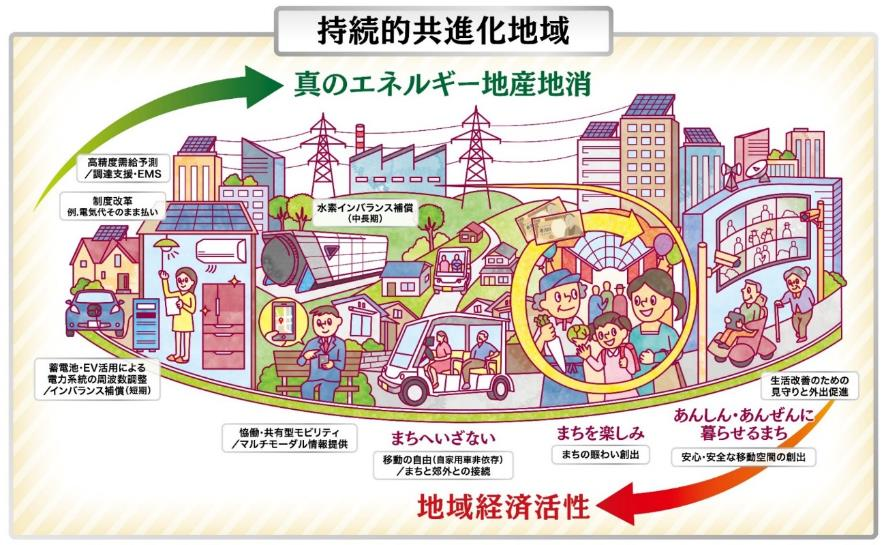 持続的共進化地域
真のエネルギー地産地消
高精度需給予測
/調達支援・EMS
制度改革
例.電気代そのまま払い
水素インバランス補償
(中長期)
蓄電池・EV活用による
電力系統の周波数調整
/インバランス補償(短期)
協働・共有型モビリティ
/マルチモーダル情報提供
まちへいざない
移動の自由(自家用車非依存)
/まちと郊外との接続
まちを楽しみ
まちの賑わい創出
生活改善のための
見守りと外出促進
あんしん・あんぜんに
暮らせるまち
安心・安全な移動空間の創出
地域経済活性